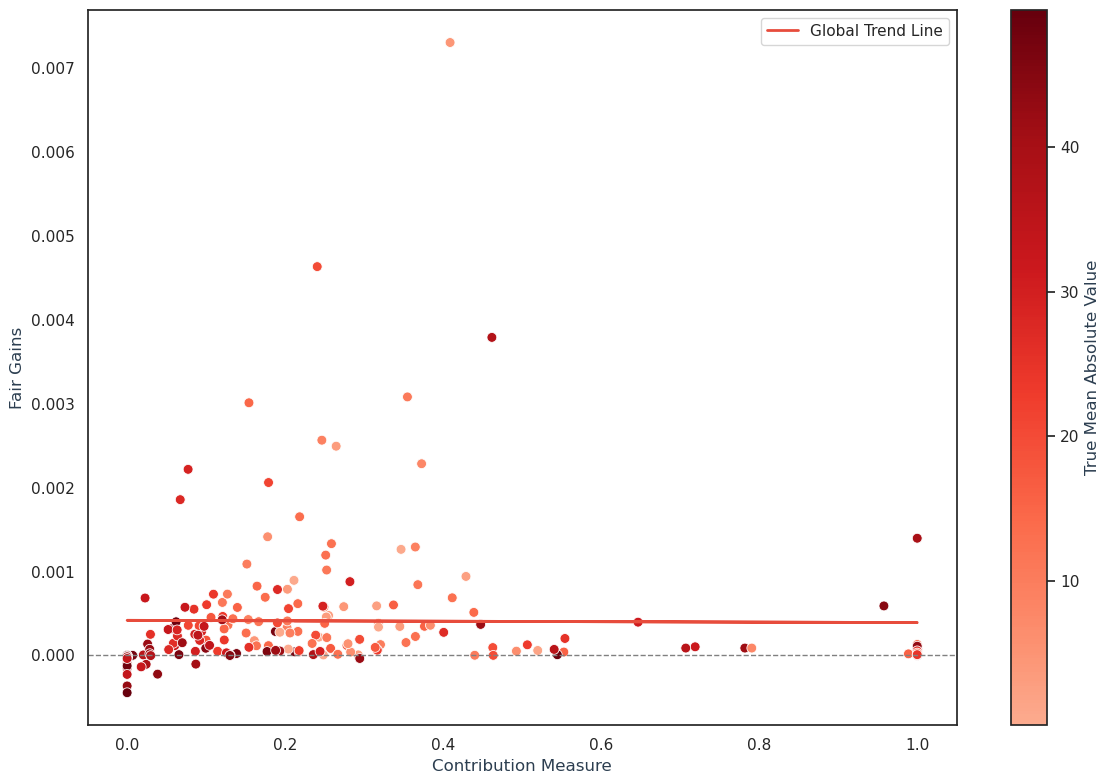 Global Trend Line
0.007
0.006
0.005
0.004
0.003
0.002
0.001
0.000
Fair Gains
0.0 0.2 0.4 0.6 0.8 1.0
Contribution Measure
40
30
20
10
True Mean Absolute Value